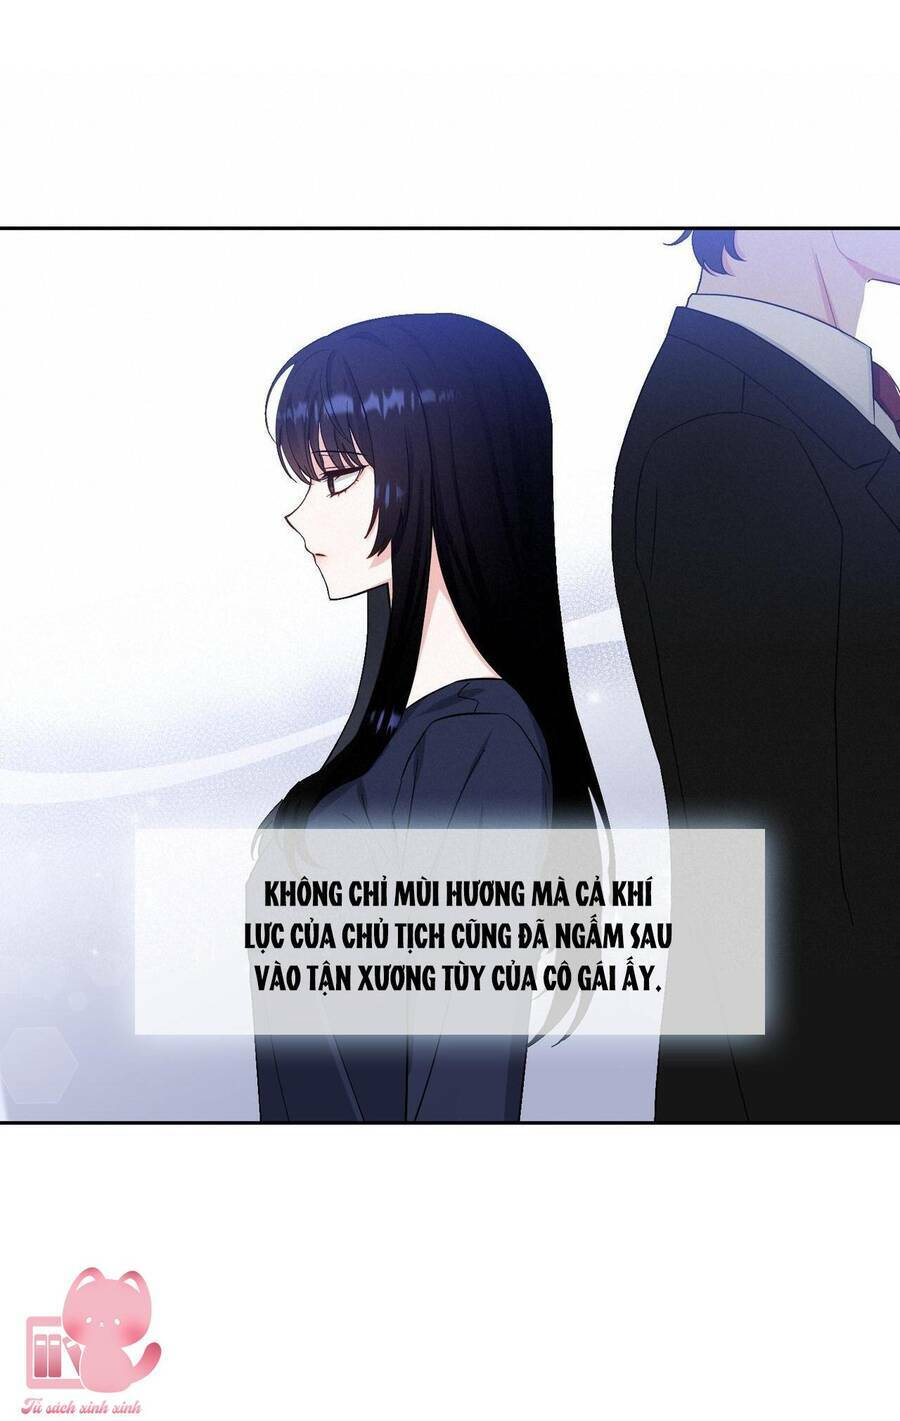 KHÔNG CHỈ MÙI HƯƠNG MÀ CẢ KHÍ
LỰC CỦA CHỦ TỊCH CŨNG ĐÃ NGẤM SAU
VÀO TẬN XƯƠNG TÙY CỦA CÔ GÁI ẤY.
Tủ sách xinh xinh